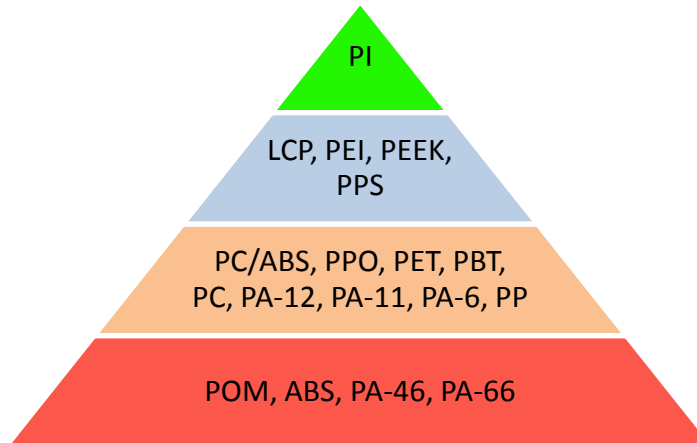 PI
LCP, PEI, PEEK,
PPS
PC/ABS, PPO, PET, PBT,
PC, PA-12, PA-11, PA-6, PP
POM, ABS, PA-46, PA-66